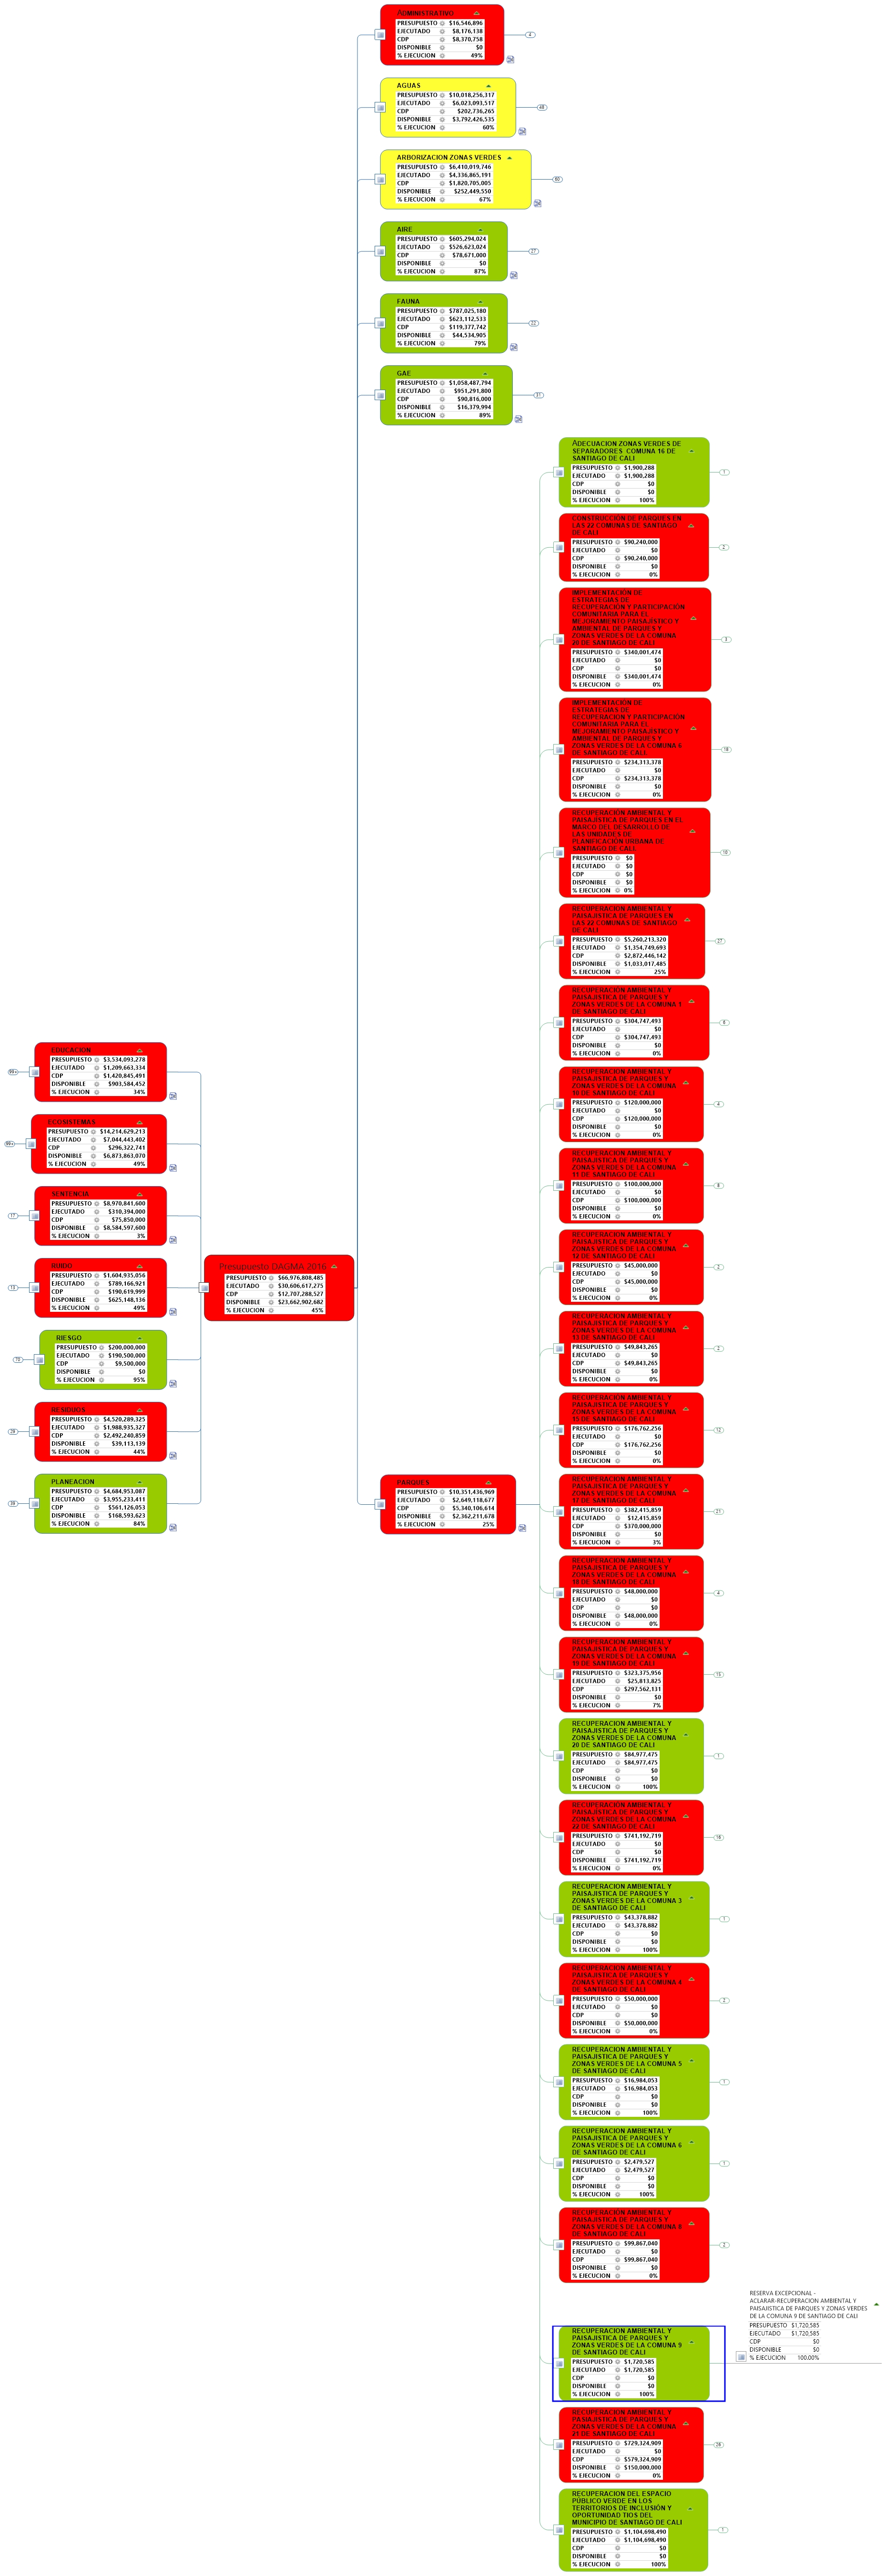 ADMINISTRATIVO
PRESUPUESTO $16,546,896
EJECUTADO $8,176,138
CDP $8,370,758
DISPONIBLE $0
% EJECUCION 49%
4
AGUAS
PRESUPUESTO $10,018,256,317
EJECUTADO $6,023,093,517
CDP $202,736,265
DISPONIBLE $3,792,426,535
% EJECUCION 60%
48
ARBORIZACION ZONAS VERDES
PRESUPUESTO $6,410,019,746
EJECUTADO $4,336,865,191
CDP $1,820,705,005
DISPONIBLE $252,449,550
% EJECUCION 67%
60
AIRE
PRESUPUESTO $605,294,024
EJECUTADO $526,623,024
CDP $78,671,000
DISPONIBLE $0
% EJECUCION 87%
27
FAUNA
PRESUPUESTO $787,025,180
EJECUTADO $623,112,533
CDP $119,377,742
DISPONIBLE $44,534,905
% EJECUCION 79%
22
GAE
PRESUPUESTO $1,058,487,794
EJECUTADO $951,291,800
CDP $90,816,000
DISPONIBLE $16,379,994
% EJECUCION 89%
37
EDUCACION
PRESUPUESTO $3,534,093,278
EJECUTADO $1,209,663,334
CDP $1,420,845,491
DISPONIBLE $903,584,452
% EJECUCION 34%
99+
ECOSISTEMAS
PRESUPUESTO $14,214,629,213
EJECUTADO $7,044,443,402
CDP $296,322,741
DISPONIBLE $6,873,863,070
% EJECUCION 49%
99+
SENTENCIA
PRESUPUESTO $8,970,841,600
EJECUTADO $310,394,000
CDP $75,850,000
DISPONIBLE $8,584,597,600
% EJECUCION 3%
17
RUIDO
PRESUPUESTO $1,604,935,056
EJECUTADO $789,166,921
CDP $190,619,999
DISPONIBLE $625,148,136
% EJECUCION 49%
13
RIESGO
PRESUPUESTO $200,000,000
EJECUTADO $190,500,000
CDP $9,500,000
DISPONIBLE $0
% EJECUCION 95%
RESIDUOS
PRESUPUESTO $4,520,289,325
EJECUTADO $1,988,935,327
CDP $2,492,240,859
DISPONIBLE $39,113,139
% EJECUCION 44%
PLANEACION
PRESUPUESTO $4,684,953,087
EJECUTADO $3,955,233,411
CDP $561,126,053
DISPONIBLE $168,593,623
% EJECUCION 84%
Presupuesto DAGMA 2016
PRESUPUESTO $66,976,808,485
EJECUTADO $30,606,617,275
CDP $12,707,288,527
DISPONIBLE $23,662,902,682
% EJECUCION 45%
PARQUES
PRESUPUESTO $10,351,436,969
EJECUTADO $2,649,118,677
CDP $5,340,106,614
DISPONIBLE $2,362,211,678
% EJECUCION 25%
ADECUACION ZONAS VERDES DE
SEPARADORES COMUNA 16 DE
SANTIAGO DE CALI
PRESUPUESTO $1,900,288
EJECUTADO $1,900,288
CDP $0
DISPONIBLE $0
% EJECUCION 100%
1
CONSTRUCCIÓN DE PARQUES EN
LAS 22 COMUNAS DE SANTIAGO
DE CALI
PRESUPUESTO $90,240,000
EJECUTADO $0
CDP $90,240,000
DISPONIBLE $0
% EJECUCION 0%
2
IMPLEMENTACIÓN DE
ESTRATEGIAS DE
RECUPERACIÓN Y PARTICIPACIÓN
COMUNITARIA PARA EL
MEJORAMIENTO PAISAJÍSTICO Y
AMBIENTAL DE PARQUES Y
ZONAS VERDES DE LA COMUNA
20 DE SANTIAGO DE CALI
PRESUPUESTO $340,001,474
EJECUTADO $0
CDP $0
DISPONIBLE $340,001,474
% EJECUCION 0%
3
IMPLEMENTACIÓN DE
ESTRATEGIAS DE
RECUPERACIÓN Y PARTICIPACIÓN
COMUNITARIA PARA EL
MEJORAMIENTO PAISAJÍSTICO Y
AMBIENTAL DE PARQUES Y
ZONAS VERDES DE LA COMUNA 6
DE SANTIAGO DE CALI.
PRESUPUESTO $234,313,378
EJECUTADO $0
CDP $234,313,378
DISPONIBLE $0
% EJECUCION 0%
18
RECUPERACIÓN AMBIENTAL Y
PAISAJÍSTICA DE PARQUES EN EL
MARCO DEL DESARROLLO DE
LAS UNIDADES DE
PLANIFICACIÓN URBANA DE
SANTIAGO DE CALI.
PRESUPUESTO $0
EJECUTADO $0
CDP $0
DISPONIBLE $0
% EJECUCION 0%
10
RECUPERACION AMBIENTAL Y
PAISAJISTICA DE PARQUES EN
LAS 22 COMUNAS DE SANTIAGO
DE CALI
PRESUPUESTO $5,260,213,320
EJECUTADO $1,354,749,693
CDP $2,872,446,142
DISPONIBLE $1,033,017,485
% EJECUCION 25%
27
RECUPERACION AMBIENTAL Y
PAISAJISTICA DE PARQUES Y
ZONAS VERDES DE LA COMUNA 1
DE SANTIAGO DE CALI
PRESUPUESTO $304,747,493
EJECUTADO $0
CDP $304,747,493
DISPONIBLE $0
% EJECUCION 0%
RECUPERACION AMBIENTAL Y
PAISAJISTICA DE PARQUES Y
ZONAS VERDES DE LA COMUNA
10 DE SANTIAGO DE CALI
PRESUPUESTO $120,000,000
EJECUTADO $0
CDP $120,000,000
DISPONIBLE $0
% EJECUCION 0%
4
RECUPERACION AMBIENTAL Y
PAISAJISTICA DE PARQUES Y
ZONAS VERDES DE LA COMUNA
11 DE SANTIAGO DE CALI
PRESUPUESTO $100,000,000
EJECUTADO $0
CDP $100,000,000
DISPONIBLE $0
% EJECUCION 0%
RECUPERACION AMBIENTAL Y
PAISAJISTICA DE PARQUES Y
ZONAS VERDES DE LA COMUNA
12 DE SANTIAGO DE CALI
PRESUPUESTO $45,000,000
EJECUTADO $0
CDP $45,000,000
DISPONIBLE $0
% EJECUCION 0%
RECUPERACION AMBIENTAL Y
PAISAJISTICA DE PARQUES Y
ZONAS VERDES DE LA COMUNA
13 DE SANTIAGO DE CALI
PRESUPUESTO $49,843,265
EJECUTADO $0
CDP $49,843,265
DISPONIBLE $0
% EJECUCION 0%
2
RECUPERACION AMBIENTAL Y
PAISAJISTICA DE PARQUES Y
ZONAS VERDES DE LA COMUNA
15 DE SANTIAGO DE CALI
PRESUPUESTO $176,762,256
EJECUTADO $0
CDP $176,762,256
DISPONIBLE $0
% EJECUCION 0%
12
RECUPERACION AMBIENTAL Y
PAISAJISTICA DE PARQUES Y
ZONAS VERDES DE LA COMUNA
17 DE SANTIAGO DE CALI
PRESUPUESTO $382,415,859
EJECUTADO $12,415,859
CDP $370,000,000
DISPONIBLE $0
% EJECUCION 3%
21
RECUPERACION AMBIENTAL Y
PAISAJISTICA DE PARQUES Y
ZONAS VERDES DE LA COMUNA
18 DE SANTIAGO DE CALI
PRESUPUESTO $48,000,000
EJECUTADO $0
CDP $0
DISPONIBLE $48,000,000
% EJECUCION 0%
4
RECUPERACION AMBIENTAL Y
PAISAJISTICA DE PARQUES Y
ZONAS VERDES DE LA COMUNA
19 DE SANTIAGO DE CALI
PRESUPUESTO $323,375,956
EJECUTADO $25,813,825
CDP $297,562,131
DISPONIBLE $0
% EJECUCION 7%
15
RECUPERACION AMBIENTAL Y
PAISAJISTICA DE PARQUES Y
ZONAS VERDES DE LA COMUNA
20 DE SANTIAGO DE CALI
PRESUPUESTO $84,977,475
EJECUTADO $84,977,475
CDP $0
DISPONIBLE $0
% EJECUCION 100%
1
RECUPERACION AMBIENTAL Y
PAISAJISTICA DE PARQUES Y
ZONAS VERDES DE LA COMUNA
22 DE SANTIAGO DE CALI
PRESUPUESTO $741,192,719
EJECUTADO $0
CDP $0
DISPONIBLE $741,192,719
% EJECUCION 0%
16
RECUPERACION AMBIENTAL Y
PAISAJISTICA DE PARQUES Y
ZONAS VERDES DE LA COMUNA 3
DE SANTIAGO DE CALI
PRESUPUESTO $43,378,882
EJECUTADO $43,378,882
CDP $0
DISPONIBLE $0
% EJECUCION 100%
1
RECUPERACION AMBIENTAL Y
PAISAJISTICA DE PARQUES Y
ZONAS VERDES DE LA COMUNA 4
DE SANTIAGO DE CALI
PRESUPUESTO $50,000,000
EJECUTADO $0
CDP $0
DISPONIBLE $50,000,000
% EJECUCION 0%
2
RECUPERACION AMBIENTAL Y
PAISAJISTICA DE PARQUES Y
ZONAS VERDES DE LA COMUNA 5
DE SANTIAGO DE CALI
PRESUPUESTO $16,984,053
EJECUTADO $16,984,053
CDP $0
DISPONIBLE $0
% EJECUCION 100%
1
RECUPERACION AMBIENTAL Y
PAISAJISTICA DE PARQUES Y
ZONAS VERDES DE LA COMUNA 6
DE SANTIAGO DE CALI
PRESUPUESTO $2,479,527
EJECUTADO $2,479,527
CDP $0
DISPONIBLE $0
% EJECUCION 100%
1
RECUPERACION AMBIENTAL Y
PAISAJISTICA DE PARQUES Y
ZONAS VERDES DE LA COMUNA 8
DE SANTIAGO DE CALI
PRESUPUESTO $99,867,040
EJECUTADO $0
CDP $99,867,040
DISPONIBLE $0
% EJECUCION 0%
2
RECUPERACION AMBIENTAL Y
PAISAJISTICA DE PARQUES Y
ZONAS VERDES DE LA COMUNA 9
DE SANTIAGO DE CALI
PRESUPUESTO $1,720,585
EJECUTADO $1,720,585
CDP $0
DISPONIBLE $0
% EJECUCION 100%
RESERVA EXCEPCIONAL -
ACLARAR-RECUPERACION AMBIENTAL Y
PAISAJISTICA DE PARQUES Y ZONAS VERDES
DE LA COMUNA 9 DE SANTIAGO DE CALI
PRESUPUESTO $1,720,585
EJECUTADO $1,720,585
CDP $0
DISPONIBLE $0
% EJECUCION 100.00%
RECUPERACION AMBIENTAL Y
PASIAJISTICA DE PARQUES Y
ZONAS VERDES DE LA COMUNA
21 DE SANTIAGO DE CALI
PRESUPUESTO $729,324,909
EJECUTADO $0
CDP $579,324,909
DISPONIBLE $150,000,000
% EJECUCION 0%
26
RECUPERACION DEL ESPACIO
PÚBLICO VERDE EN LOS
TERRITORIOS DE INCLUSIÓN Y
OPORTUNIDAD TIOS DEL
MUNICIPIO DE SANTIAGO DE CALI
PRESUPUESTO $1,104,698,490
EJECUTADO $1,104,698,490
CDP $0
DISPONIBLE $0
% EJECUCION 100%
1